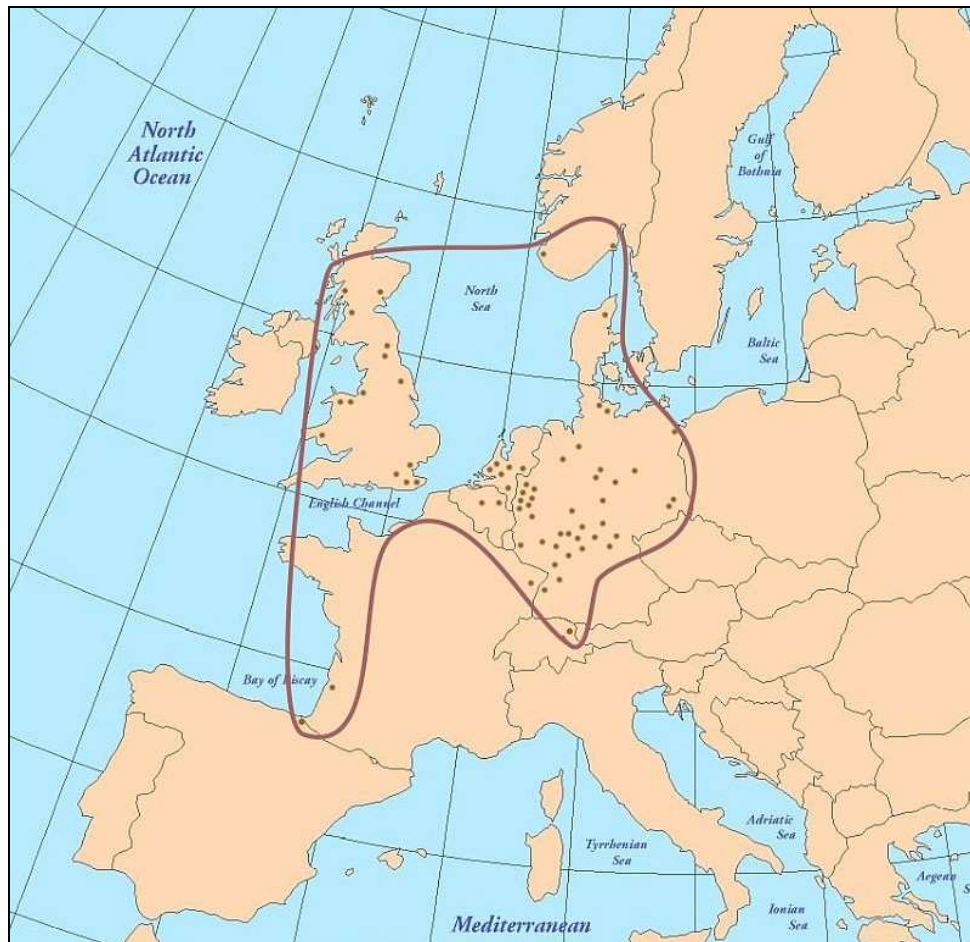 North
Atlantic
Ocean
Gulf
of
Bothnia
North
Sea
Baltic
Sea
English Channel
Bay of Biscay
Adriatic
Sea
Tyrrhenian
Sea
Aegean
S
Ionian
Sea
Mediterranean